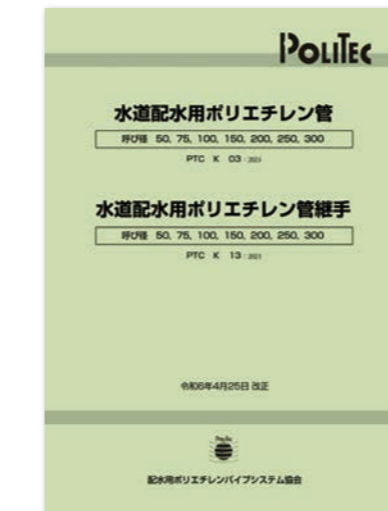 POLITEC
水道配水用ポリエチレン管
呼び径 50, 75, 100, 150, 200, 250, 300
PTC K 03 :
水道配水用ポリエチレン管継手
呼び径 50, 75, 100, 150, 200, 250, 300
PTC K 13 :
令和6年4月25日 改正
PoliTec
配水用ポリエチレンパイプシステム協会